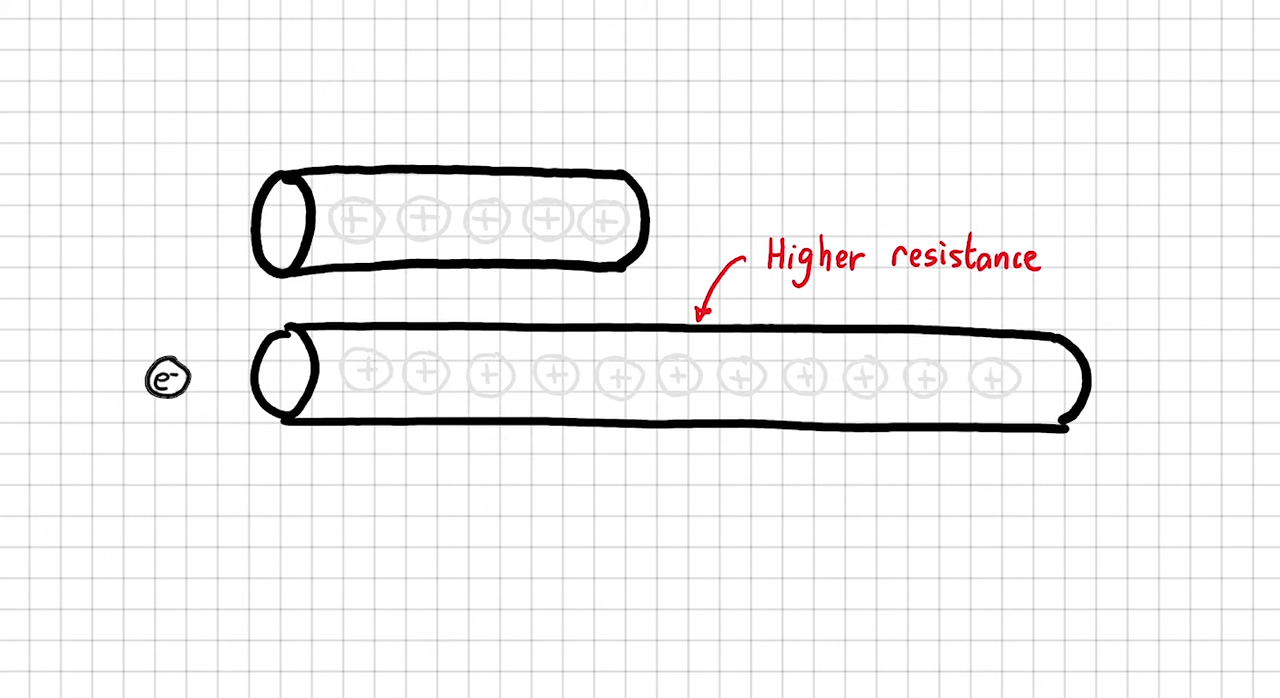 + + + + +
Higher resistance
e⁻ + + + + + + + + + + +